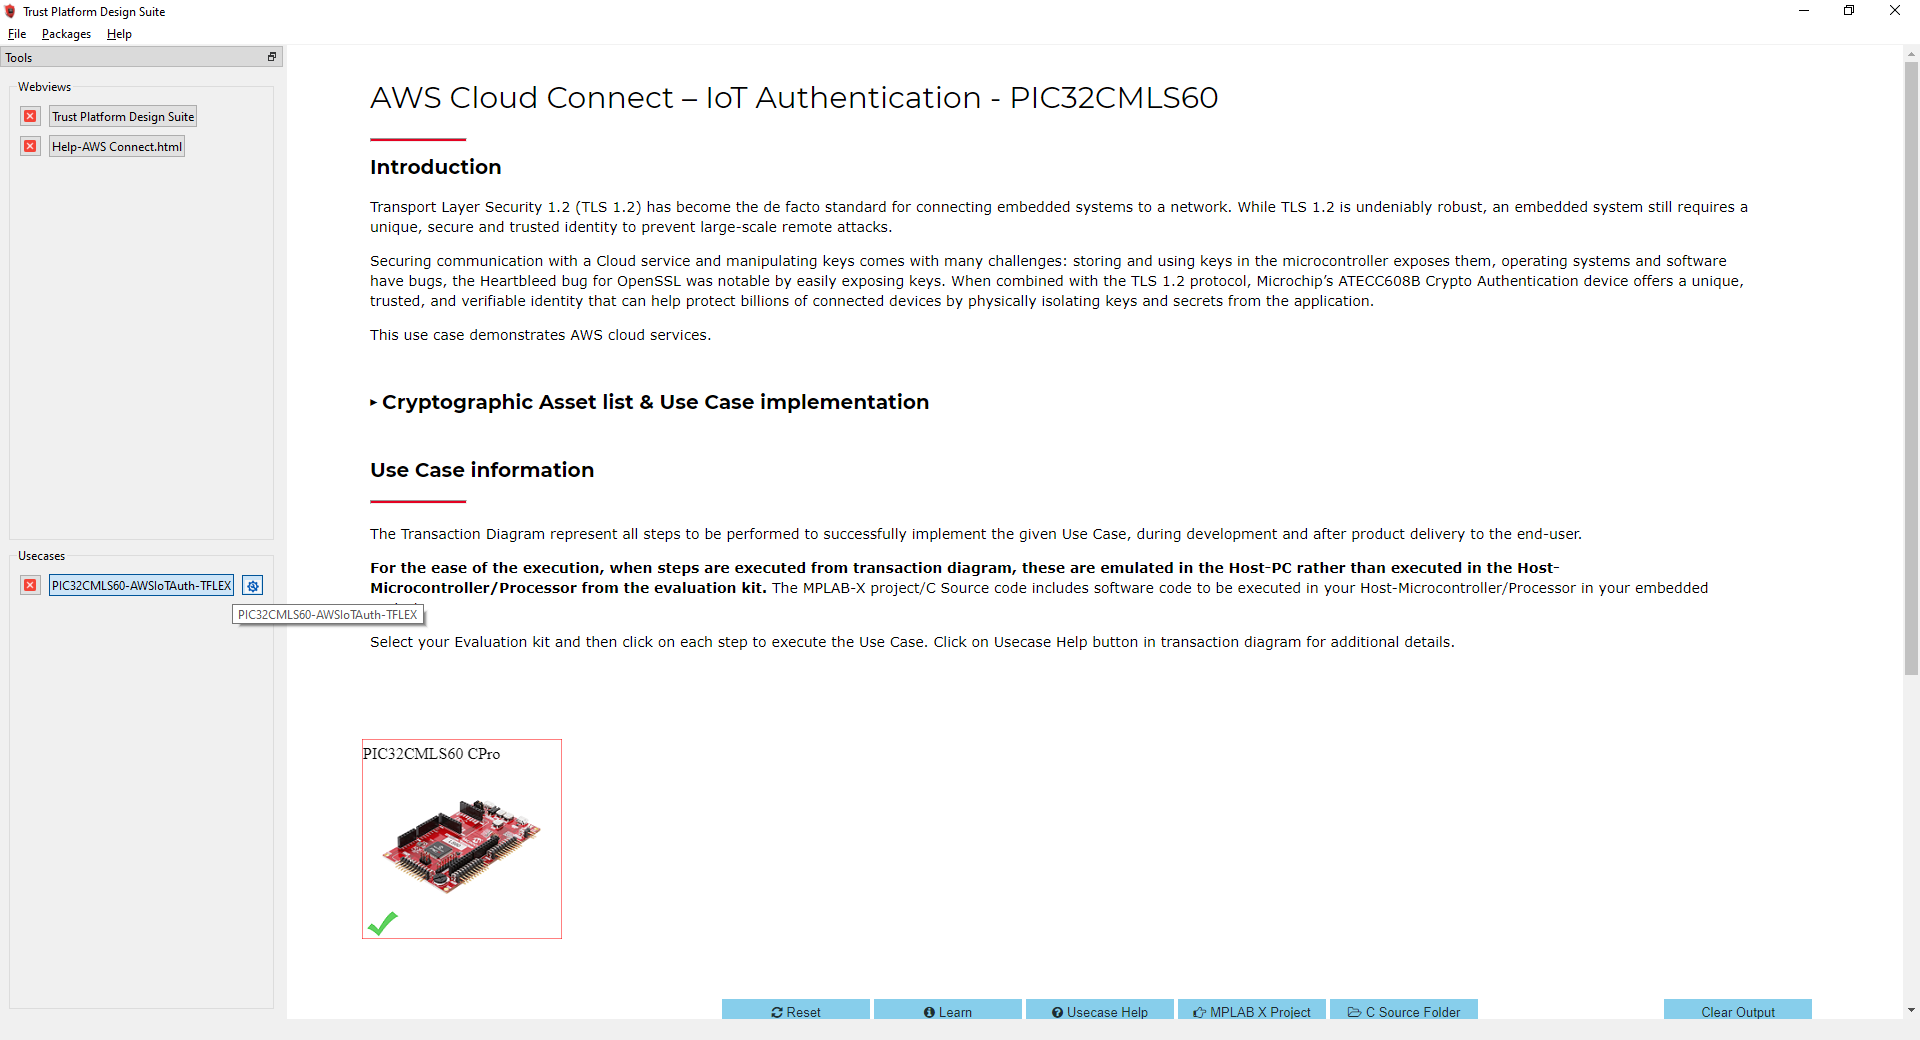 Trust Platform Design Suite
File Packages Help
Tools
Webviews
Trust Platform Design Suite
Help-AWS Connect.html
Usecases
PIC32CMLS60-AWSIoTAuth-TFLEX
PIC32CMLS60-AWSIoTAuth-TFLEX
AWS Cloud Connect – IoT Authentication - PIC32CMLS60
Introduction
Transport Layer Security 1.2 (TLS 1.2) has become the de facto standard for connecting embedded systems to a network. While TLS 1.2 is undeniably robust, an embedded system still requires a
unique, secure and trusted identity to prevent large-scale remote attacks.
Securing communication with a Cloud service and manipulating keys comes with many challenges: storing and using keys in the microcontroller exposes them, operating systems and software
have bugs, the Heartbleed bug for OpenSSL was notable by easily exposing keys. When combined with the TLS 1.2 protocol, Microchip’s ATECC608B Crypto Authentication device offers a unique,
trusted, and verifiable identity that can help protect billions of connected devices by physically isolating keys and secrets from the application.
This use case demonstrates AWS cloud services.
Cryptographic Asset list & Use Case implementation
Use Case information
The Transaction Diagram represent all steps to be performed to successfully implement the given Use Case, during development and after product delivery to the end-user.
For the ease of the execution, when steps are executed from transaction diagram, these are emulated in the Host-PC rather than executed in the Host-
Microcontroller/Processor from the evaluation kit. The MPLAB-X project/C Source code includes software code to be executed in your Host-Microcontroller/Processor in your embedded
Select your Evaluation kit and then click on each step to execute the Use Case. Click on Usecase Help button in transaction diagram for additional details.
PIC32CMLS60 CPro
Reset Learn Usecase Help MPLAB X Project C Source Folder Clear Output